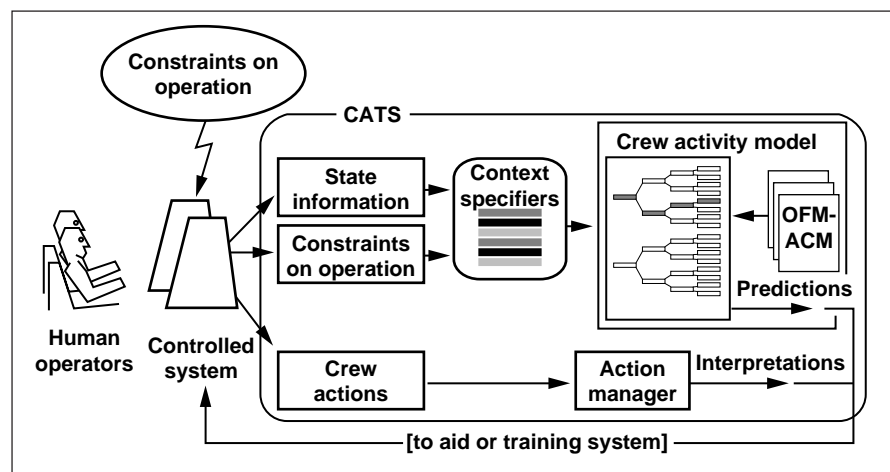 Constraints on
operation
CATS
State
information
Context
specifiers
Crew activity model
OFM-
ACM
Constraints
on operation
Predictions
Human
operators
Controlled
system
Crew
actions
Action
manager
Interpretations
[to aid or training system]